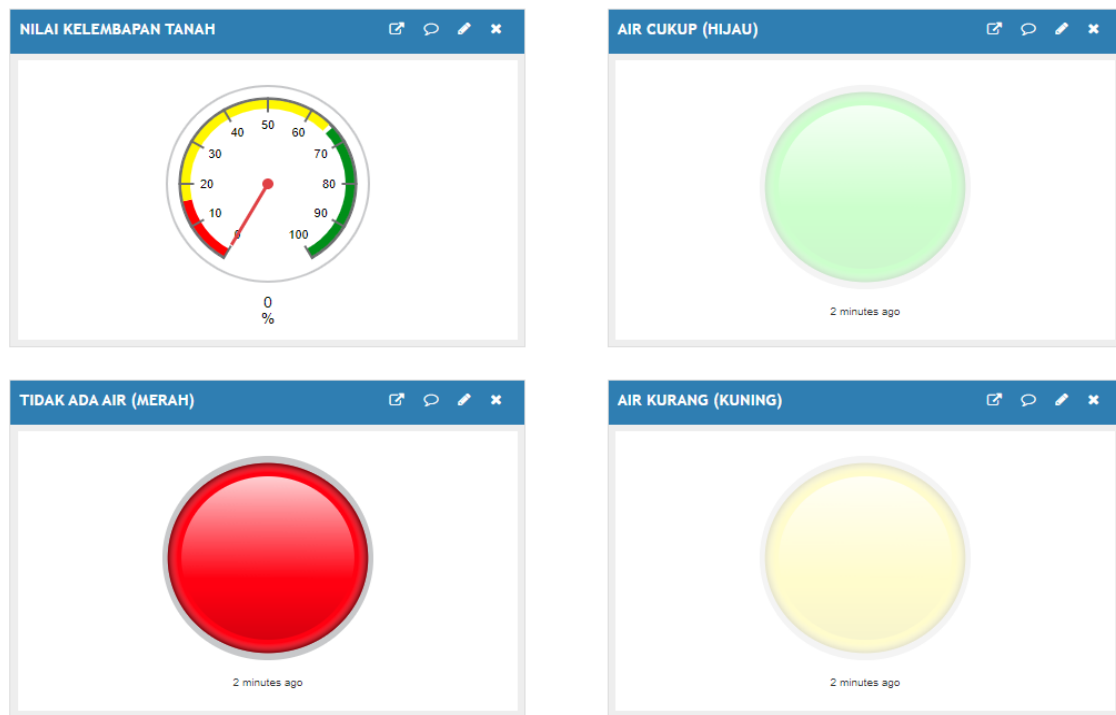 NILAI KELEMBAPAN TANAH
0
10
20
30
40
50
60
70
80
90
100
0
%
AIR CUKUP (HIJAU)
2 minutes ago
TIDAK ADA AIR (MERAH)
2 minutes ago
AIR KURANG (KUNING)
2 minutes ago